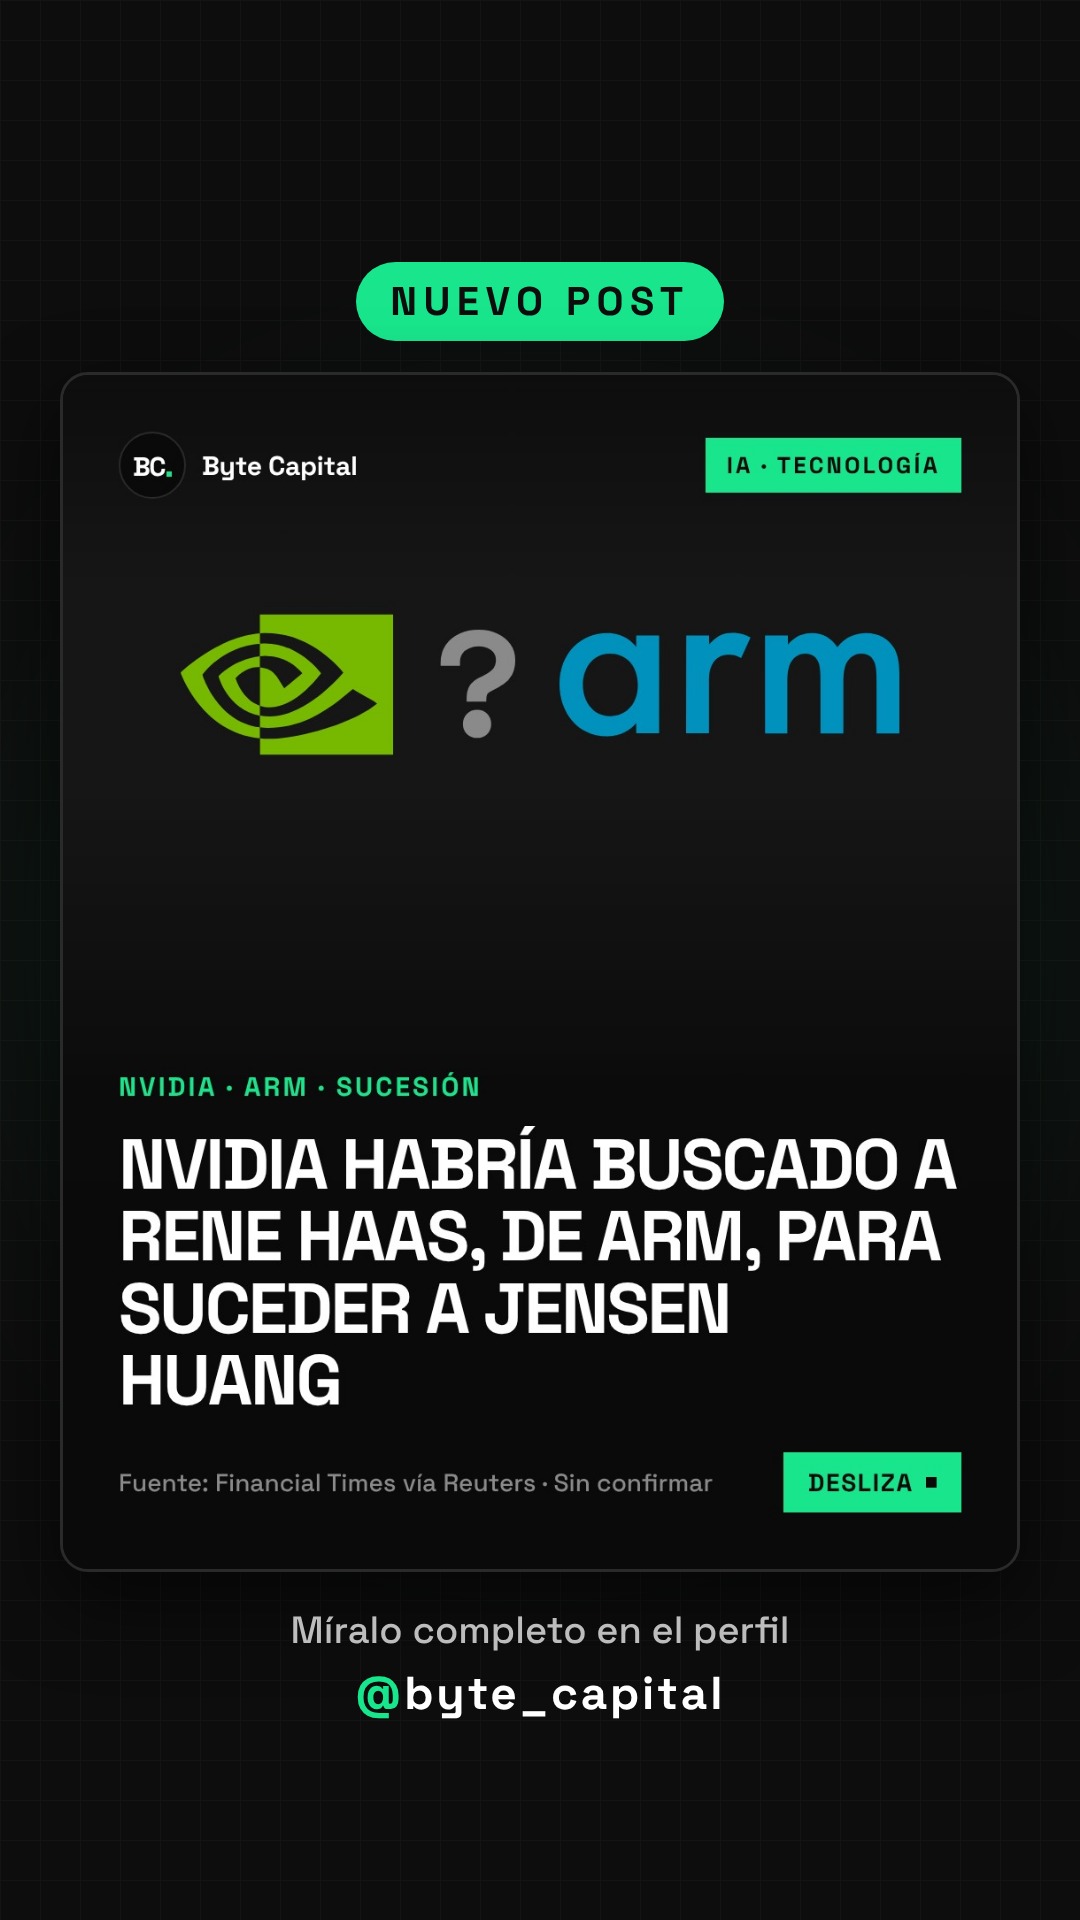 NUEVO POST
BC.
Byte Capital
IA · TECNOLOGÍA
?
arm
NVIDIA · ARM · SUCESIÓN
NVIDIA HABRÍA BUSCADO A
RENE HAAS, DE ARM, PARA
SUCEDER A JENSEN
HUANG
Fuente: Financial Times vía Reuters · Sin confirmar
DESLIZA ■
Míralo completo en el perfil
@byte_capital